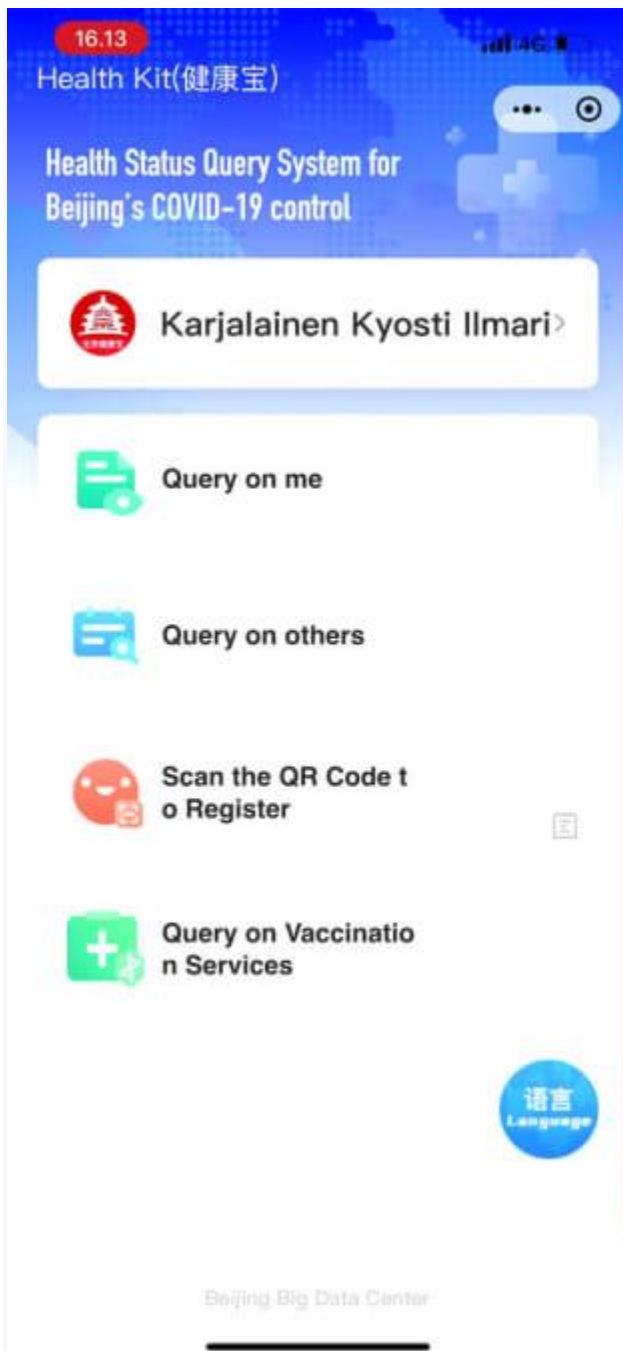 16.13
4G
Health Kit(健康宝)
Health Status Query System for
Beijing's COVID-19 control
Karjalainen Kyosti Ilmari
Query on me
Query on others
Scan the QR Code t
o Register
Query on Vaccinatio
n Services
语言
Language
Beijing Big Data Center